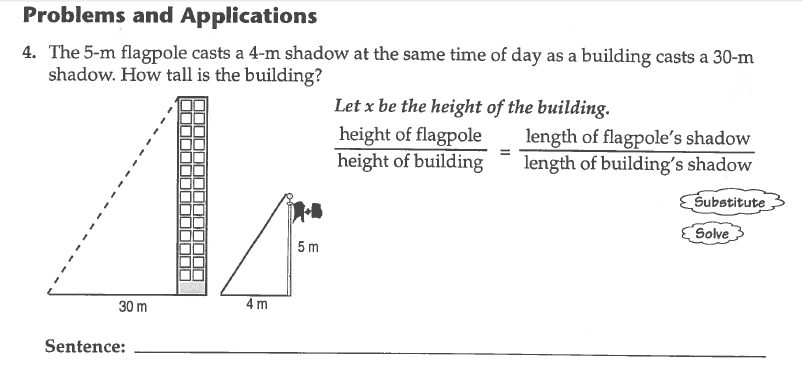 Problems and Applications
4. The 5-m flagpole casts a 4-m shadow at the same time of day as a building casts a 30-m
shadow. How tall is the building?
Let x be the height of the building.
height of flagpole / height of building = length of flagpole's shadow / length of building's shadow
Substitute
Solve
5 m
30 m
4 m
Sentence: